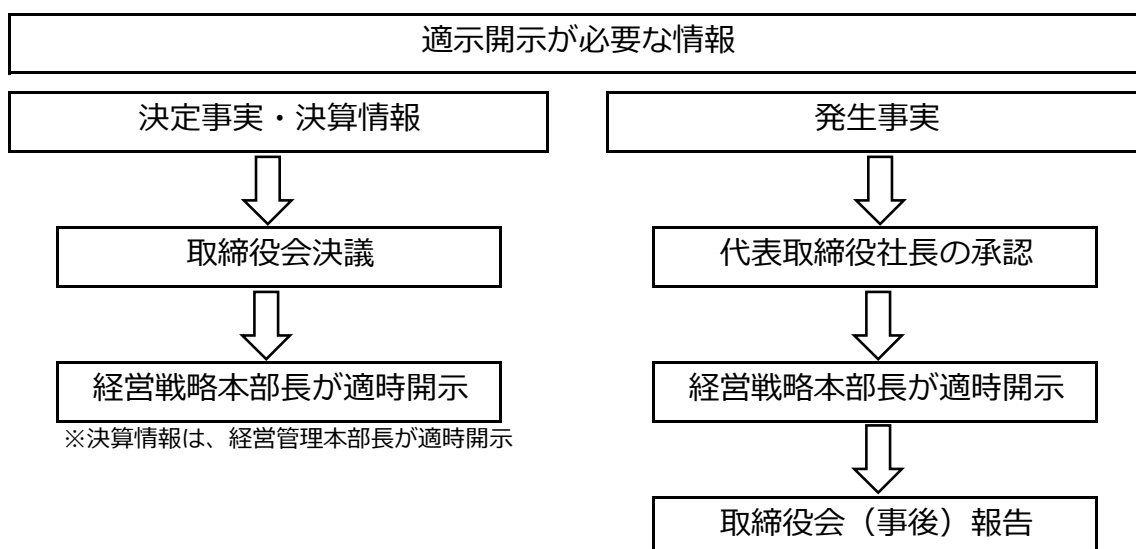 適示開示が必要な情報
決定事実・決算情報
取締役会決議
経営戦略本部長が適時開示
※決算情報は、経営管理本部長が適時開示
発生事実
代表取締役社長の承認
経営戦略本部長が適時開示
取締役会（事後）報告